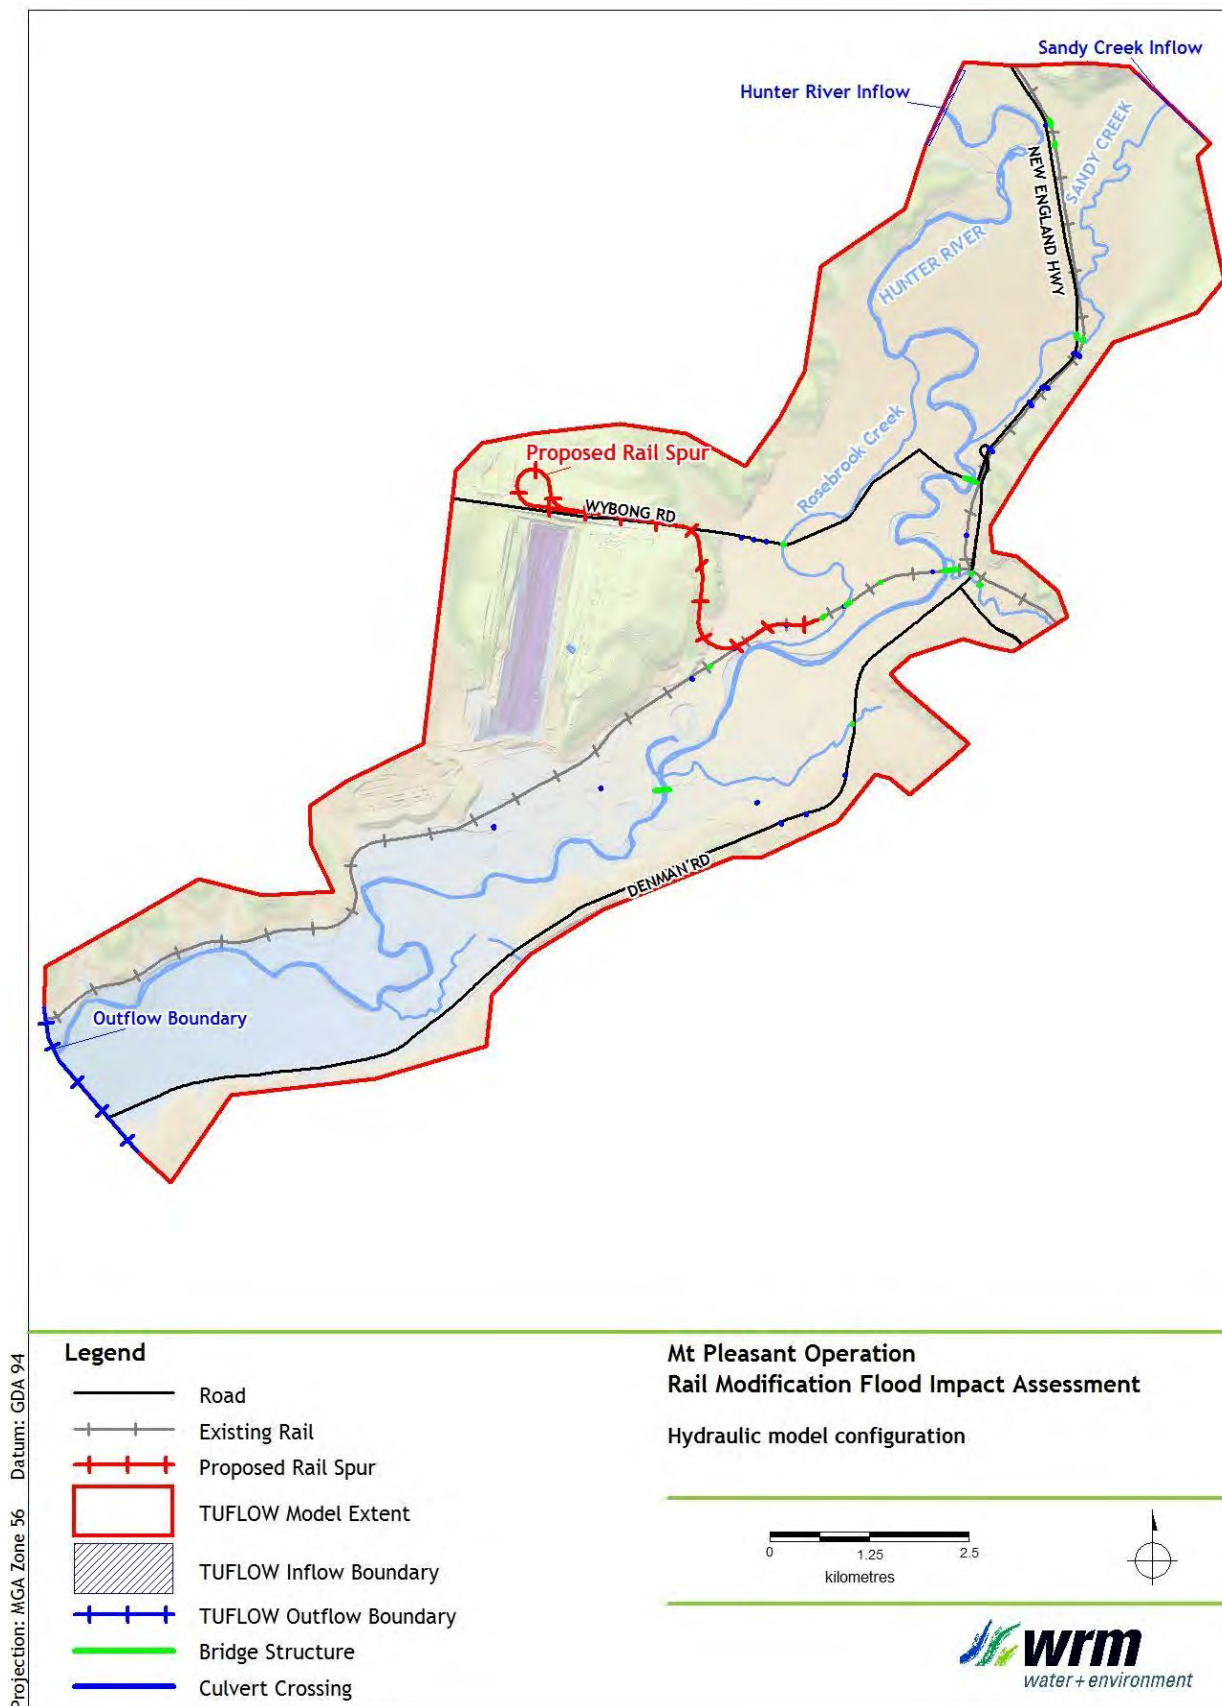 Sandy Creek Inflow
Hunter River Inflow
SANDY CREEK
NEW ENGLAND HWY
HUNTER RIVER
Rosebrook Creek
Proposed Rail Spur
WYBONG RD
DENMAN RD
Outflow Boundary
Legend
Road
Existing Rail
Proposed Rail Spur
TUFLOW Model Extent
TUFLOW Inflow Boundary
TUFLOW Outflow Boundary
Bridge Structure
Culvert Crossing
Mt Pleasant Operation
Rail Modification Flood Impact Assessment
Hydraulic model configuration
0 1.25 2.5
kilometres
wrm
water+environment
Projection: MGA Zone 56 Datum: GDA 94